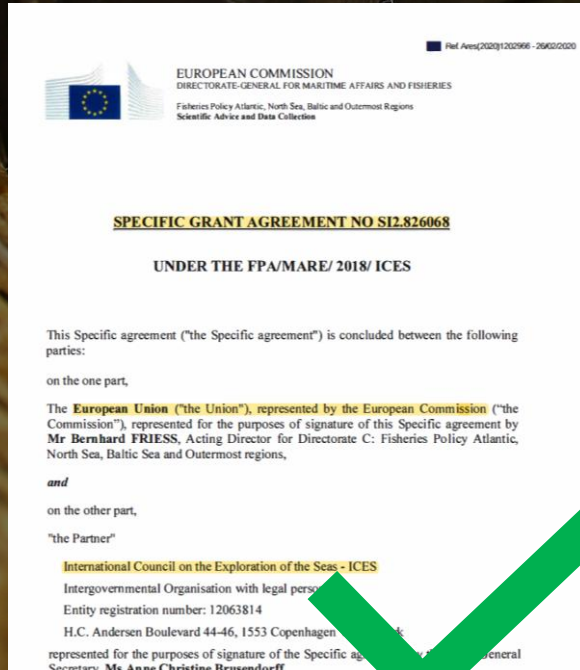 Ref. Ares(2020)1202966 - 26/02/2020
EUROPEAN COMMISSION
DIRECTORATE-GENERAL FOR MARITIME AFFAIRS AND FISHERIES
Fisheries Policy Atlantic, North Sea, Baltic and Outermost Regions
Scientific Advice and Data Collection
SPECIFIC GRANT AGREEMENT NO SI2.826068
UNDER THE FPA/MARE/ 2018/ ICES
This Specific agreement ("the Specific agreement") is concluded between the following
parties:
on the one part,
The European Union ("the Union"), represented by the European Commission ("the
Commission"), represented for the purposes of signature of this Specific agreement by
Mr Bernhard FRIESS, Acting Director for Directorate C: Fisheries Policy Atlantic,
North Sea, Baltic Sea and Outermost regions,
and
on the other part,
"the Partner"
International Council on the Exploration of the Seas - ICES
Intergovernmental Organisation with legal
Entity registration number: 12063814
H.C. Andersen Boulevard 44-46, 1553 Copenhagen
represented for the purposes of signature of the Specific
Secretary, Ms Anne Christine Brusendorff